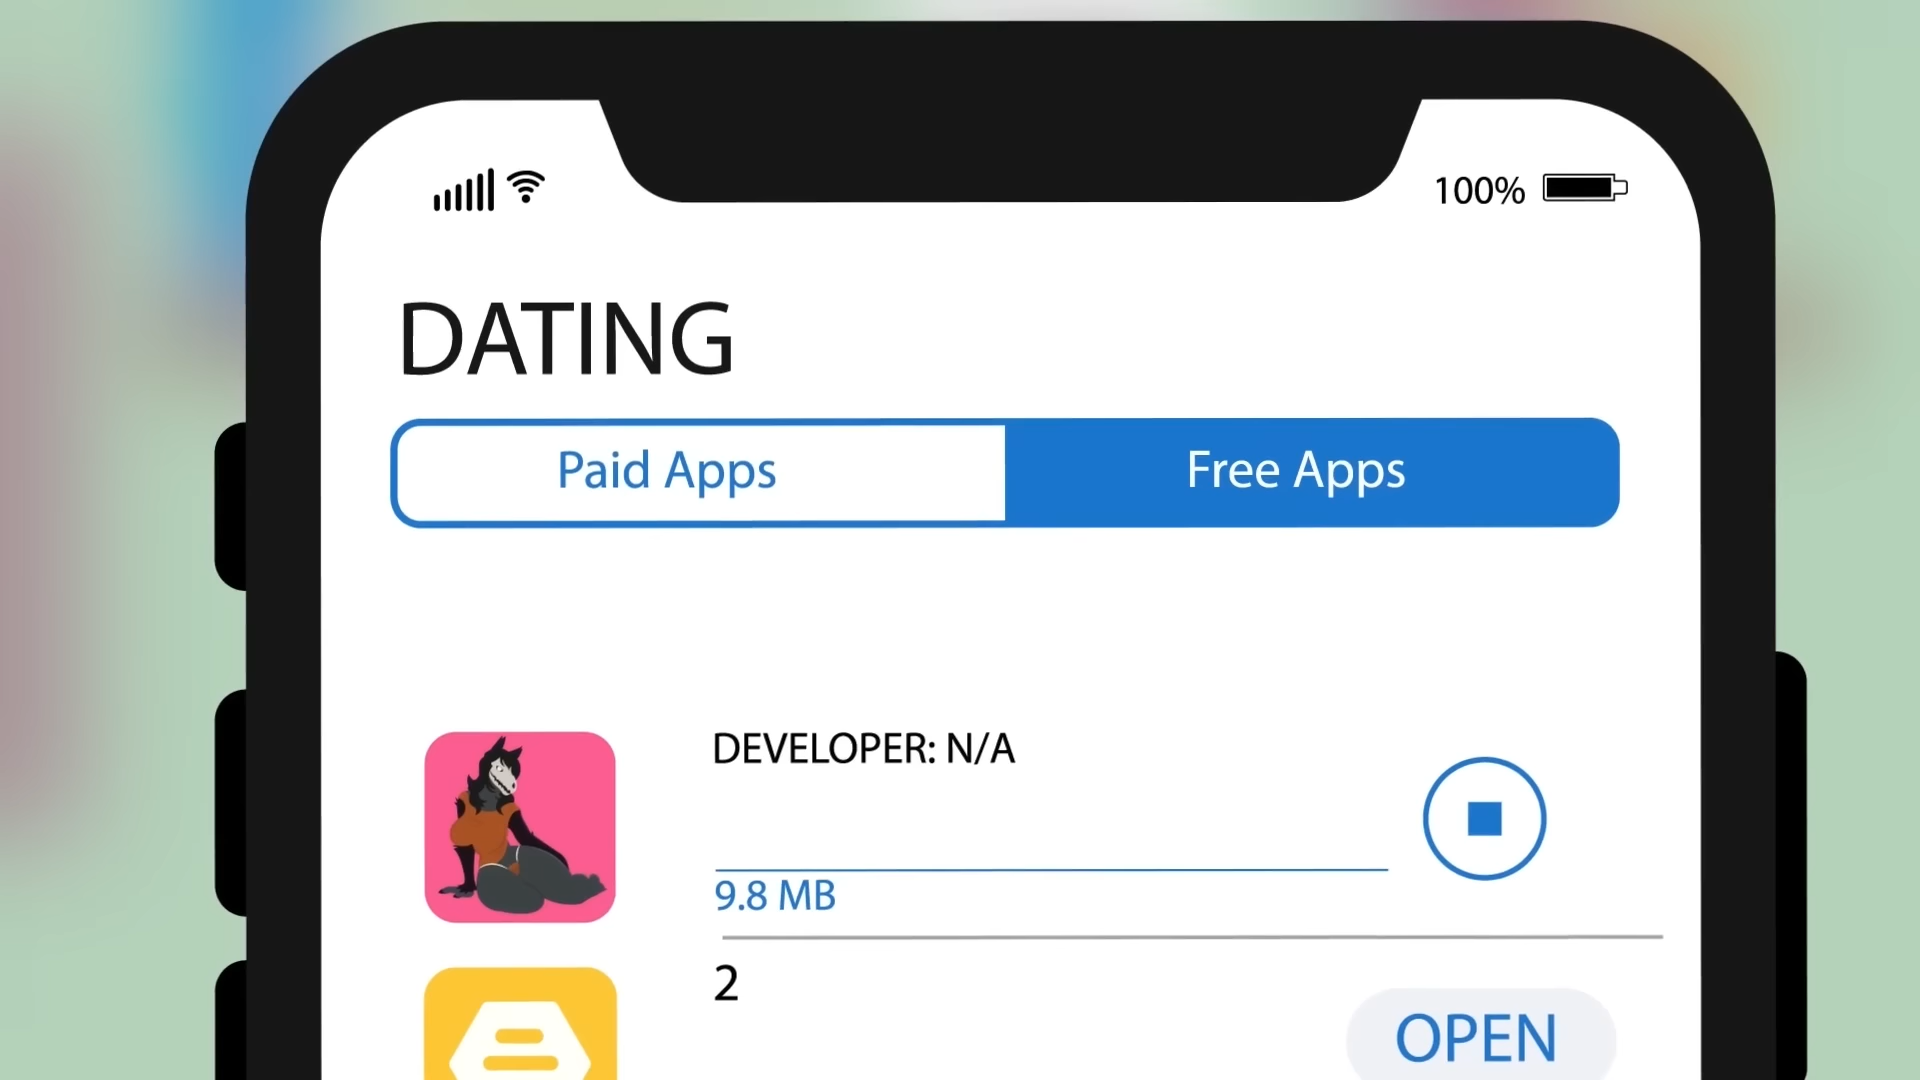 100%
DATING
Paid Apps
Free Apps
DEVELOPER: N/A
9.8 MB
2
OPEN